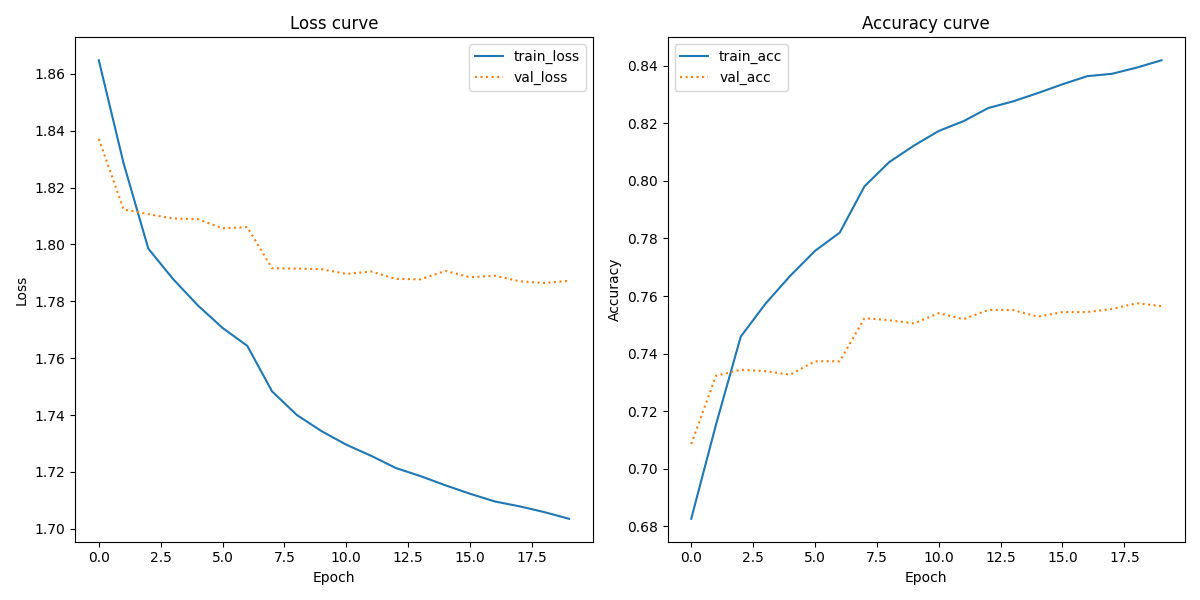 Loss curve
train_loss
val_loss
1.86
1.84
1.82
1.80
1.78
1.76
1.74
1.72
1.70
Loss
0.0 2.5 5.0 7.5 10.0 12.5 15.0 17.5
Epoch
Accuracy curve
train_acc
val_acc
0.84
0.82
0.80
0.78
0.76
0.74
0.72
0.70
0.68
Accuracy
0.0 2.5 5.0 7.5 10.0 12.5 15.0 17.5
Epoch